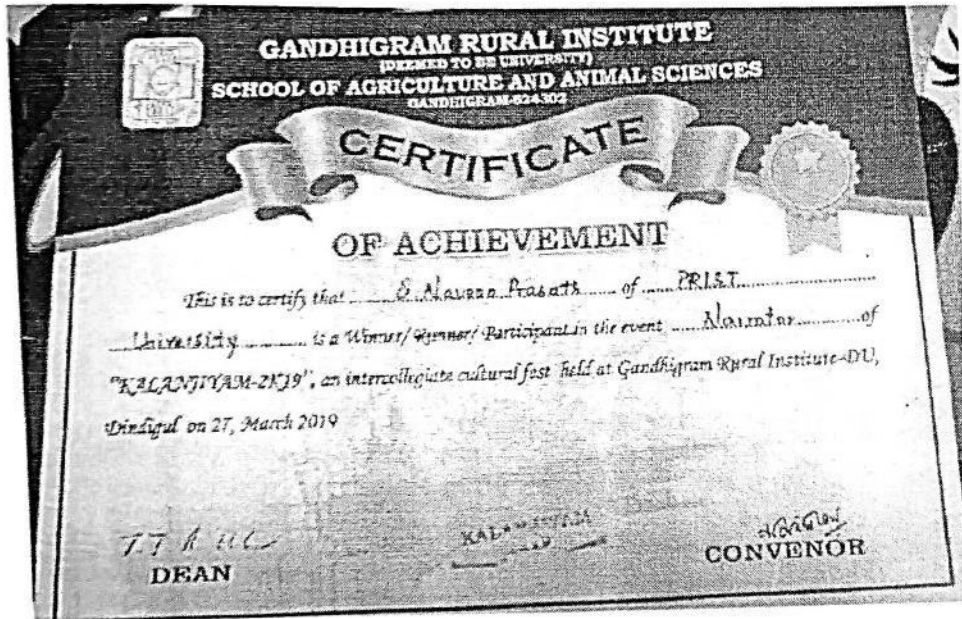 GANDHIGRAM RURAL INSTITUTE
(DEEMED TO BE UNIVERSITY)
SCHOOL OF AGRICULTURE AND ANIMAL SCIENCES
GANDHIGRAM-624302
CERTIFICATE
OF ACHIEVEMENT
This is to certify that S Naveen Prasath of PRIST
University is a Winner/ Runner/ Participant in the event of
"KALANJIYAM-2K19", an intercollegiate cultural fest held at Gandhigram Rural Institute-DU,
Dindigul on 27, March 2019
KALANJIYAM
DEAN
CONVENOR